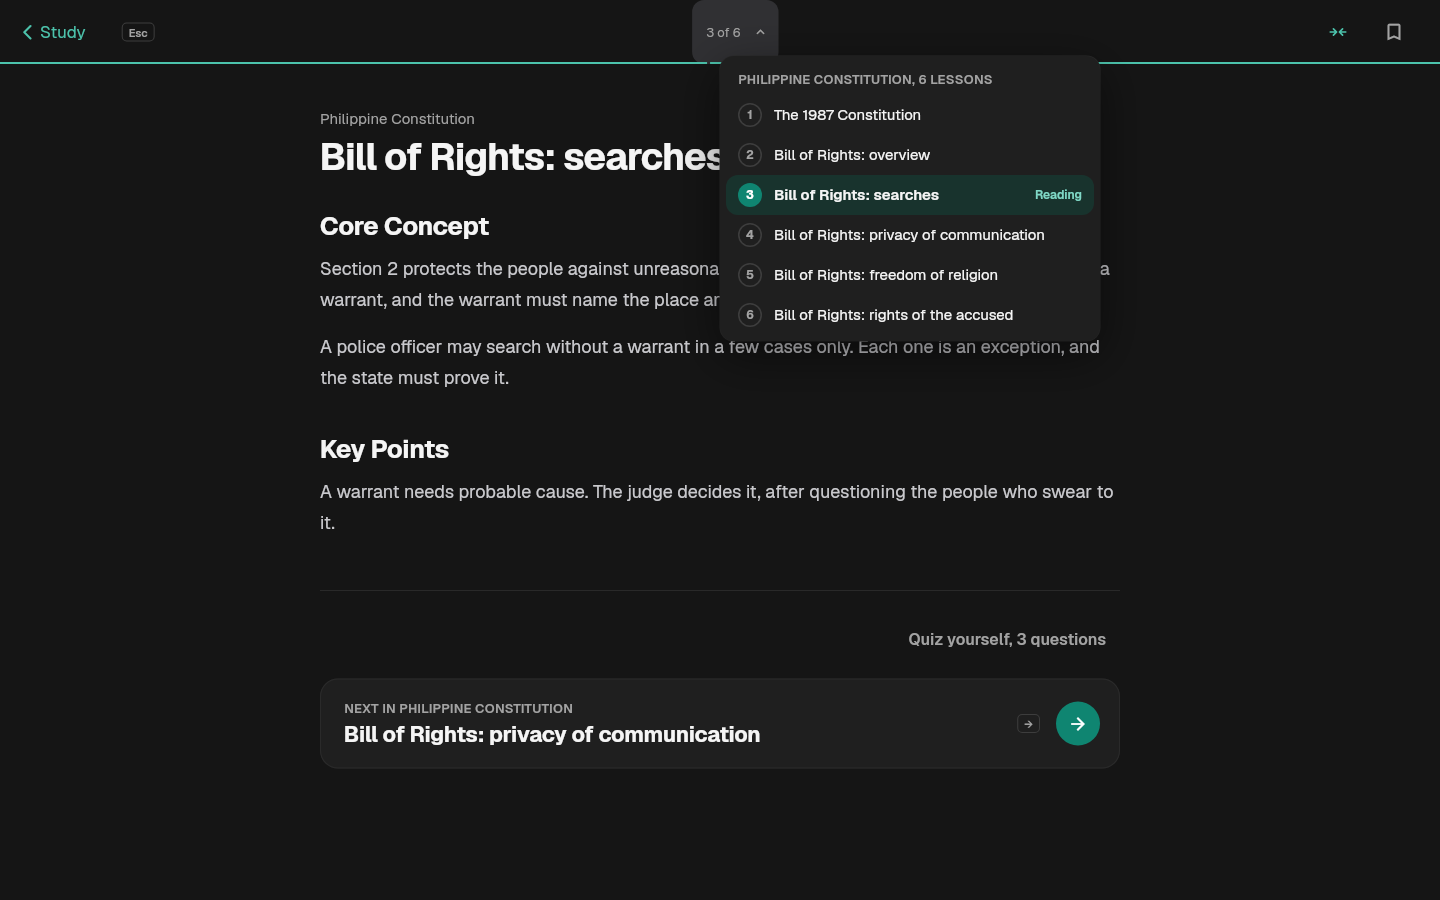 Study
Esc
3 of 6
PHILIPPINE CONSTITUTION, 6 LESSONS
1 The 1987 Constitution
2 Bill of Rights: overview
3 Bill of Rights: searches Reading
4 Bill of Rights: privacy of communication
5 Bill of Rights: freedom of religion
6 Bill of Rights: rights of the accused
Philippine Constitution
Bill of Rights: searches
Core Concept
Section 2 protects the people against a
warrant, and the warrant must name the place
A police officer may search without a warrant in a few cases only. Each one is an exception, and
the state must prove it.
Key Points
A warrant needs probable cause. The judge decides it, after questioning the people who swear to
it.
Quiz yourself, 3 questions
NEXT IN PHILIPPINE CONSTITUTION
Bill of Rights: privacy of communication